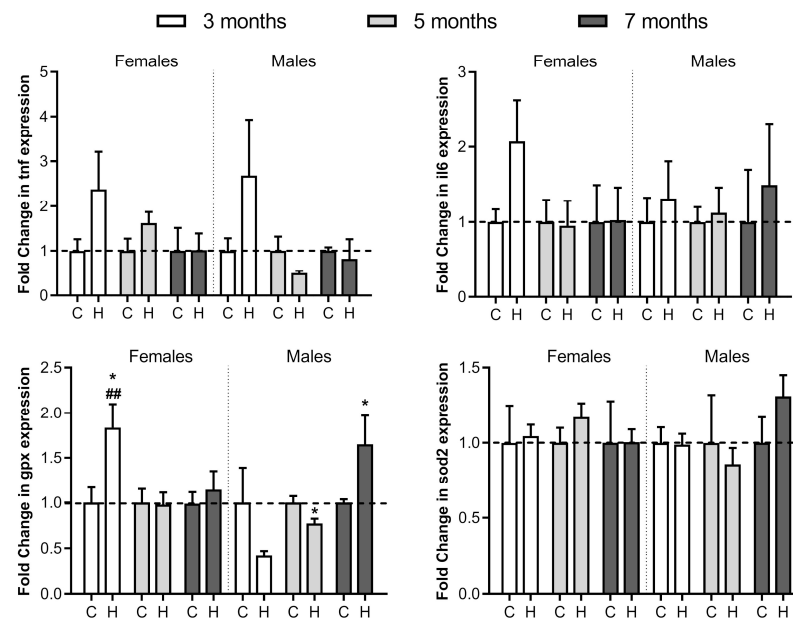 3 months 5 months 7 months
Females Males
Fold Change in tnf expression
5
4
3
2
1
0
C H C H C H C H C H C H
Females Males
Fold Change in il6 expression
3
2
1
0
C H C H C H C H C H C H
Females Males
Fold Change in gpx expression
2.5
2.0
1.5
1.0
0.5
0.0
*
##
*
*
C H C H C H C H C H C H
Females Males
Fold Change in sod2 expression
1.5
1.0
0.5
0.0
C H C H C H C H C H C H